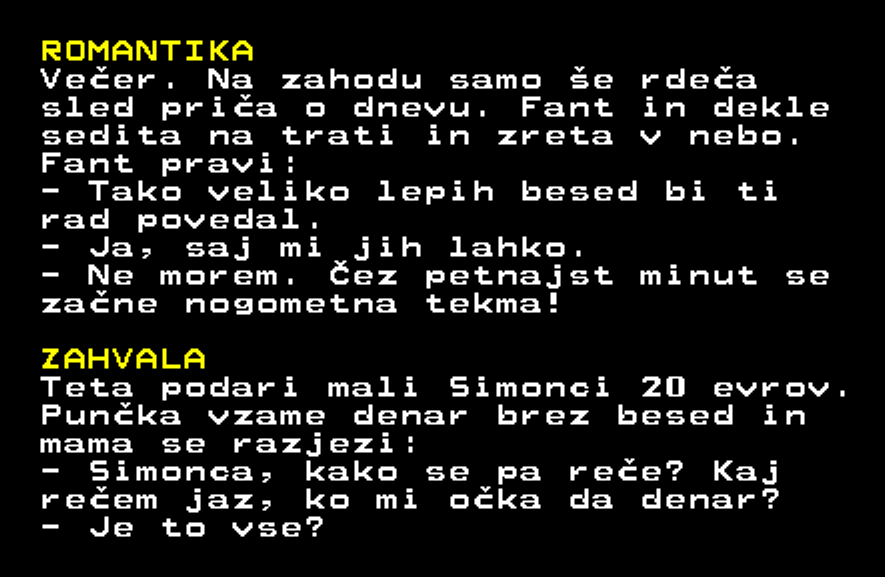 ROMANTIKA
Večer. Na zahodu samo še rdeča
sled priča o dnevu. Fant in dekle
sedita na trati in zreta v nebo.
Fant pravi:
- Tako veliko lepih besed bi ti
rad povedal.
- Ja, saj mi jih lahko.
- Ne morem. Čez petnajst minut se
začne nogometna tekma!
ZAHVALA
Teta podari mali Simonci 20 evrov.
Punčka vzame denar brez besed in
mama se razjezi:
- Simonca, kako se pa reče? Kaj
rečem jaz, ko mi očka da denar?
- Je to vse?